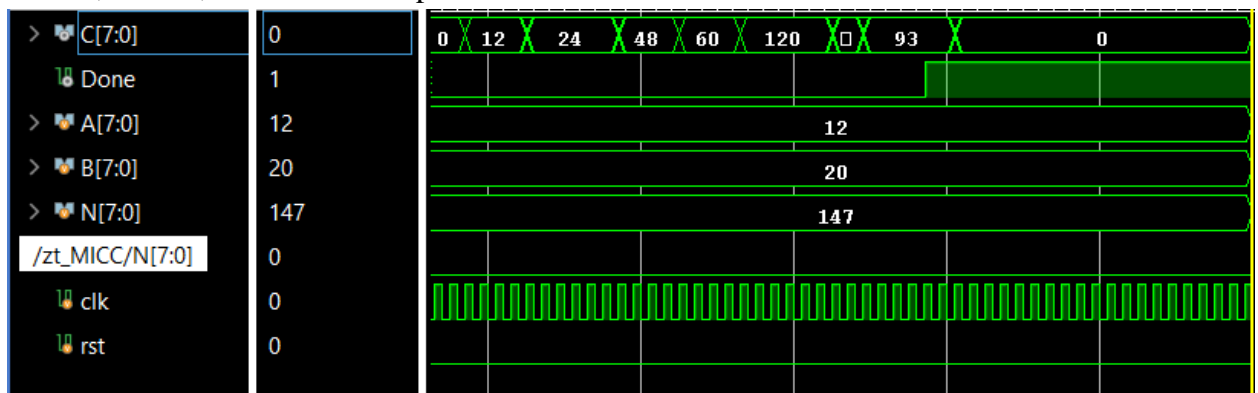 C[7:0] 0 0 12 24 48 60 120 93 0
Done 1
A[7:0] 12 12
B[7:0] 20 20
N[7:0] 147 147
/zt_MICC/N[7:0] 0
clk 0
rst 0